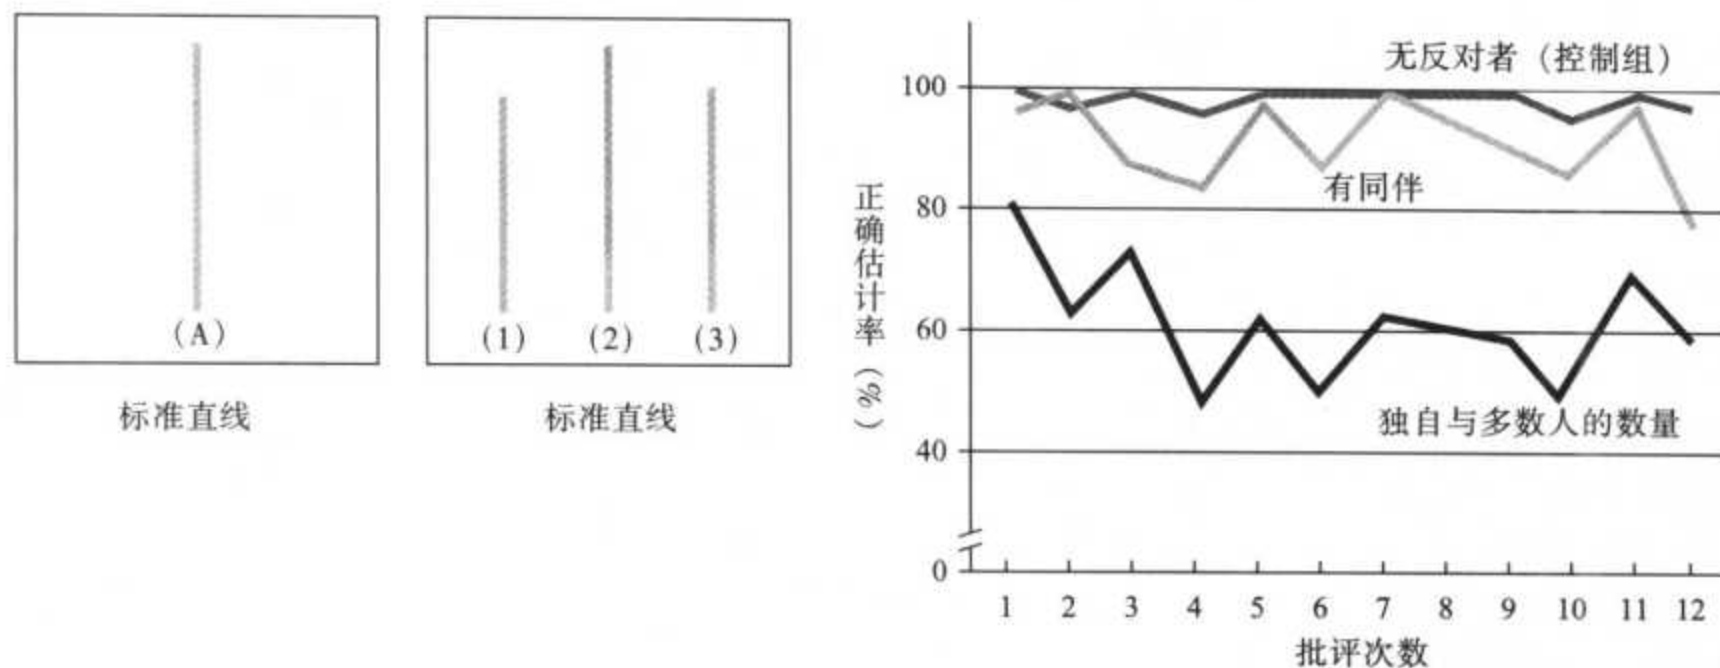 (A)
标准直线
(1) (2) (3)
标准直线
无反对者（控制组）
有同伴
独自与多数人的数量
正确估计率（%）
100
80
60
40
0
1 2 3 4 5 6 7 8 9 10 11 12
批评次数